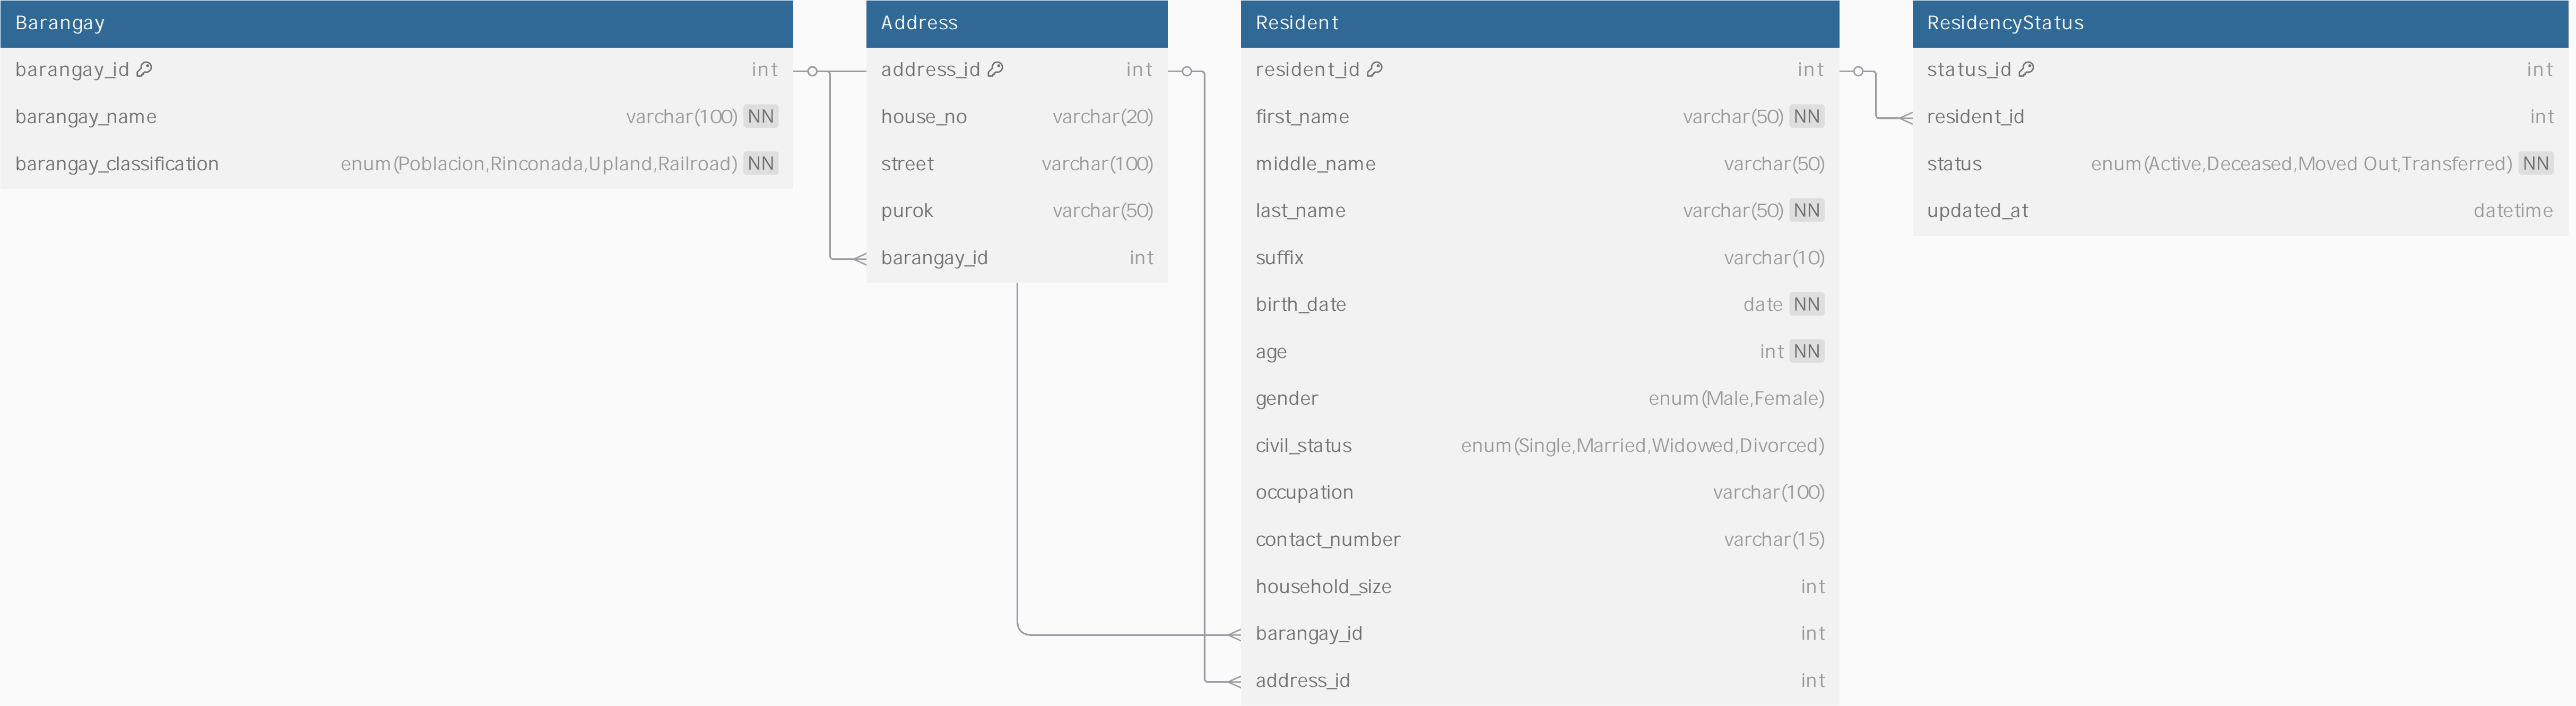 Barangay
barangay_id int
barangay_name varchar(100) NN
barangay_classification enum(Poblacion,Rinconada,Upland,Railroad) NN
Address
address_id int
house_no varchar(20)
street varchar(100)
purok varchar(50)
barangay_id int
Resident
resident_id int
first_name varchar(50) NN
middle_name varchar(50)
last_name varchar(50) NN
suffix varchar(10)
birth_date date NN
age int NN
gender enum(Male,Female)
civil_status enum(Single,Married,Widowed,Divorced)
occupation varchar(100)
contact_number varchar(15)
household_size int
barangay_id int
address_id int
ResidencyStatus
status_id int
resident_id int
status enum(Active,Deceased,Moved Out,Transferred) NN
updated_at datetime